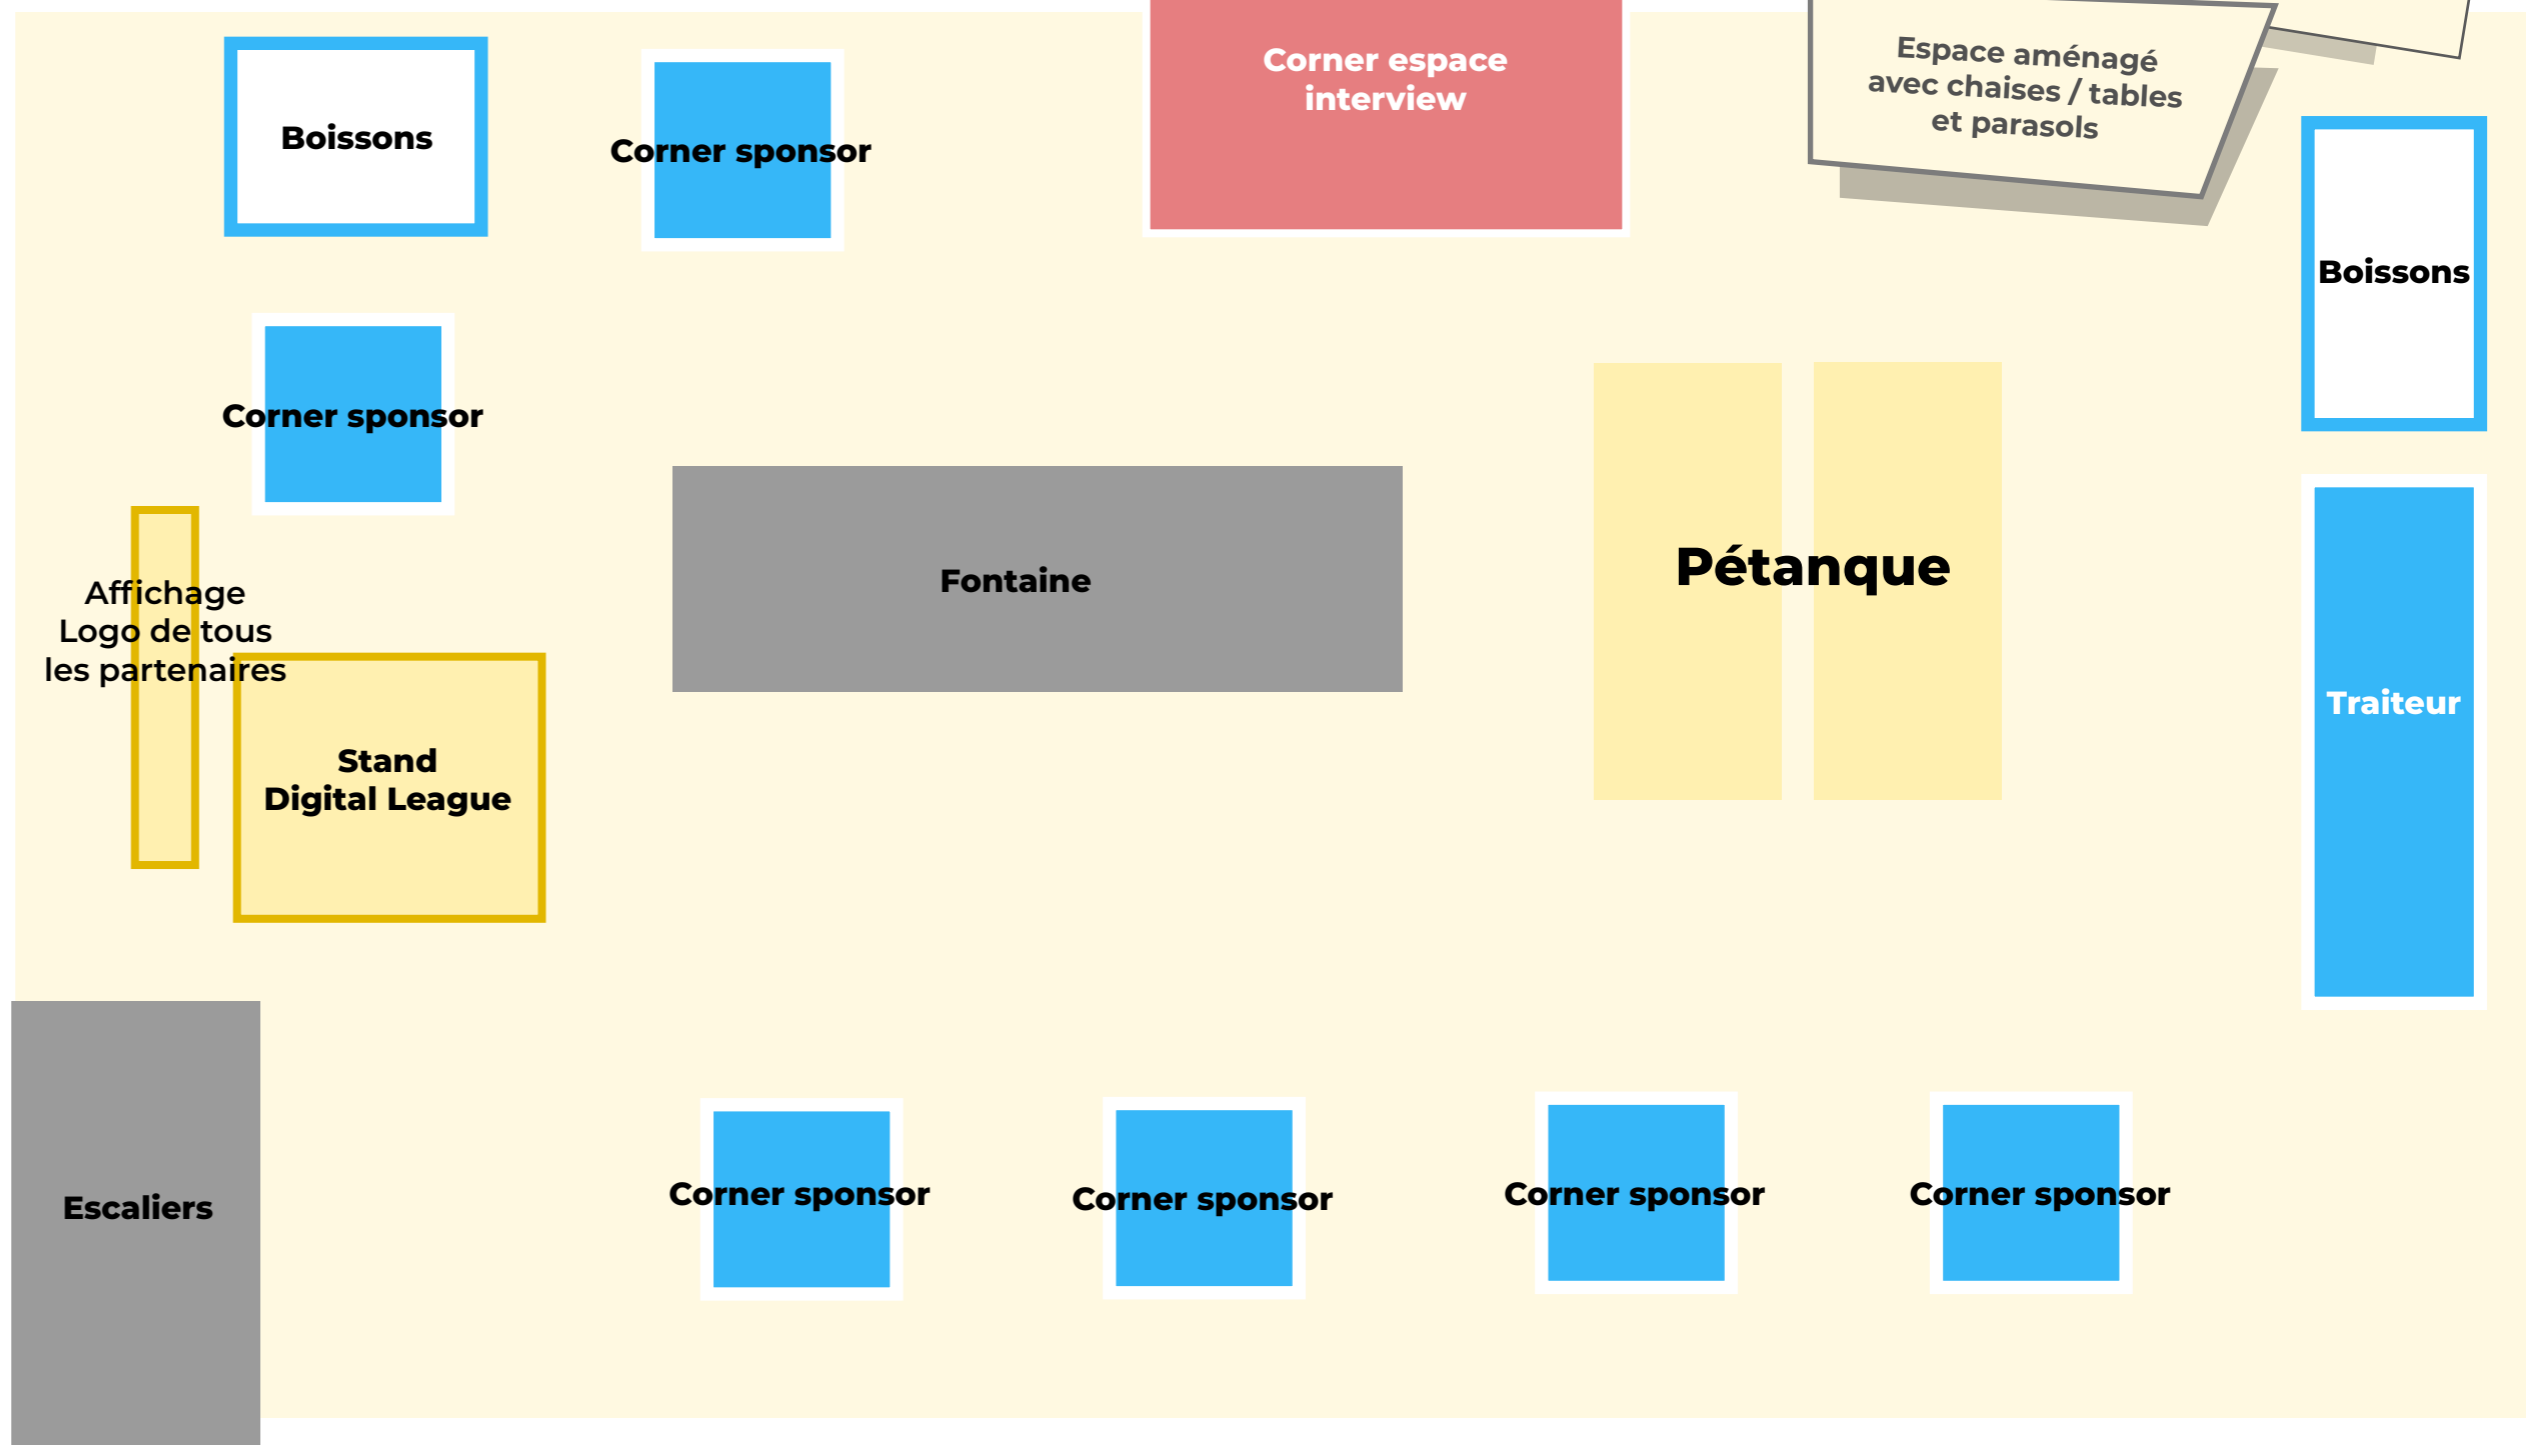 Corner espace
interview
Espace aménagé
avec chaises / tables
et parasols
Boissons
Corner sponsor
Boissons
Corner sponsor
Fontaine
Pétanque
Affichage
Logo de tous
les partenaires
Traiteur
Stand
Digital League
Escaliers
Corner sponsor
Corner sponsor
Corner sponsor
Corner sponsor